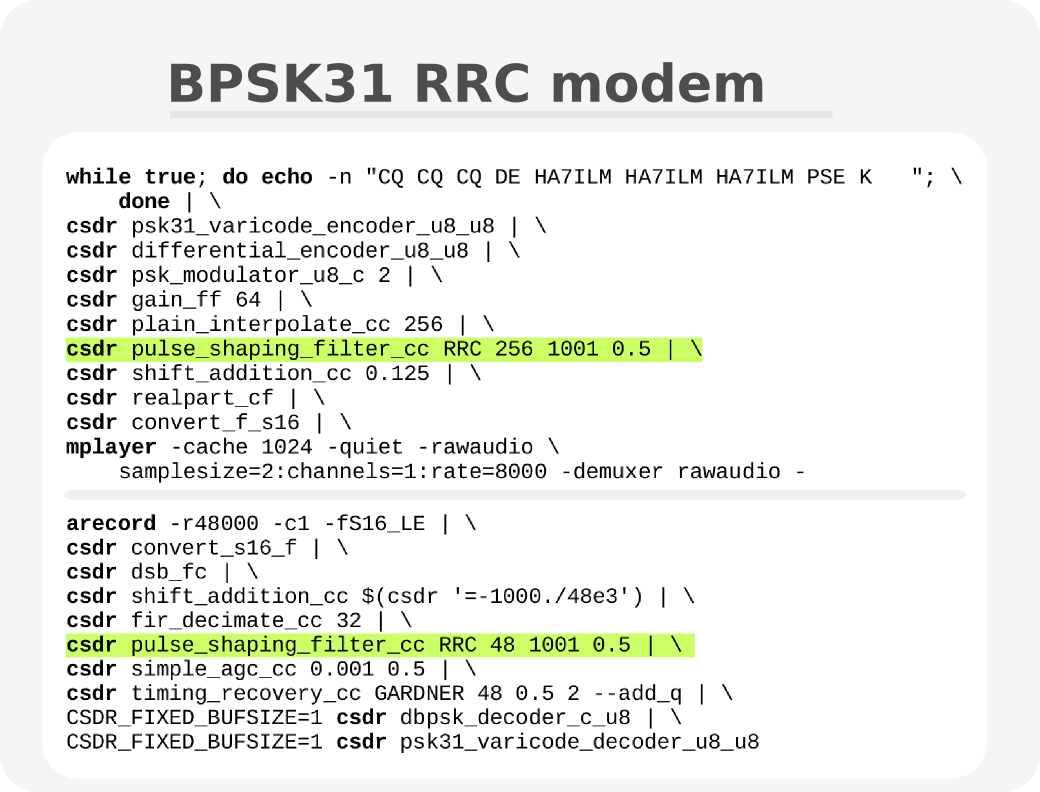 BPSK31 RRC modem
while true; do echo -n "CQ CQ CQ DE HA7ILM HA7ILM HA7ILM PSE K   "; \
    done | \
csdr psk31_varicode_encoder_u8_u8 | \
csdr differential_encoder_u8_u8 | \
csdr psk_modulator_u8_c 2 | \
csdr gain_ff 64 | \
csdr plain_interpolate_cc 256 | \
csdr pulse_shaping_filter_cc RRC 256 1001 0.5 | \
csdr shift_addition_cc 0.125 | \
csdr realpart_cf | \
csdr convert_f_s16 | \
mplayer -cache 1024 -quiet -rawaudio \
    samplesize=2:channels=1:rate=8000 -demuxer rawaudio -
arecord -r48000 -c1 -fS16_LE | \
csdr convert_s16_f | \
csdr dsb_fc | \
csdr shift_addition_cc $(csdr '=-1000./48e3') | \
csdr fir_decimate_cc 32 | \
csdr pulse_shaping_filter_cc RRC 48 1001 0.5 | \
csdr simple_agc_cc 0.001 0.5 | \
csdr timing_recovery_cc GARDNER 48 0.5 2 --add_q | \
CSDR_FIXED_BUFSIZE=1 csdr dbpsk_decoder_c_u8 | \
CSDR_FIXED_BUFSIZE=1 csdr psk31_varicode_decoder_u8_u8